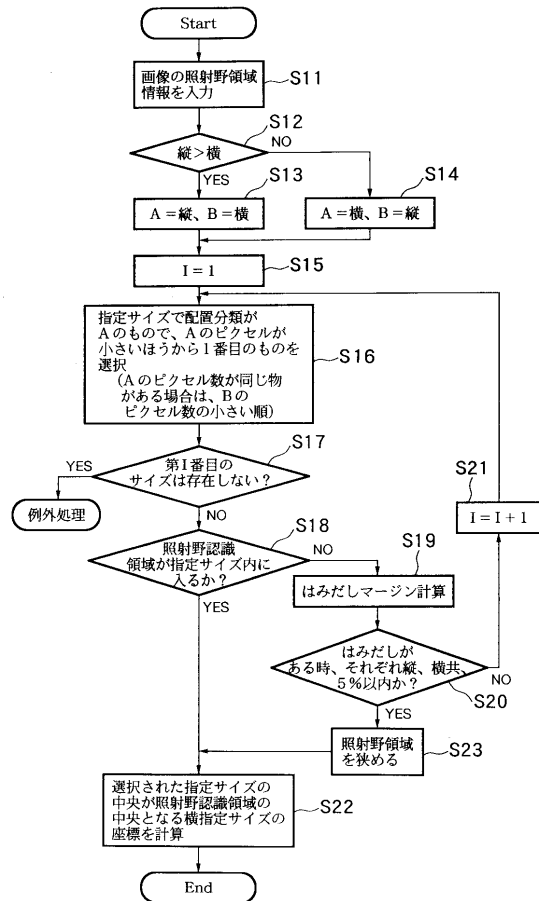 Start
画像の照射野領域
情報を入力
S11
S12
縦>横
NO
YES
S13
S14
A=縦、B=横
A=横、B=縦
I=1
S15
指定サイズで配置分類が
Aのもので、Aのピクセルが
小さいほうから1番目のものを
選択
(Aのピクセル数が同じ物
がある場合は、Bの
ピクセル数の小さい順)
S16
S17
YES
第I番目の
サイズは存在しない?
NO
例外処理
S21
I=I+1
S18
照射野認識
領域が指定サイズ内に
入るか?
NO
YES
S19
はみだしマージン計算
はみだしが
ある時、それぞれ縦、横共、
5%以内か?
NO
S20
YES
照射野領域
を狭める
S23
選択された指定サイズの
中央が照射野認識領域の
中央となる横指定サイズの
座標を計算
S22
End